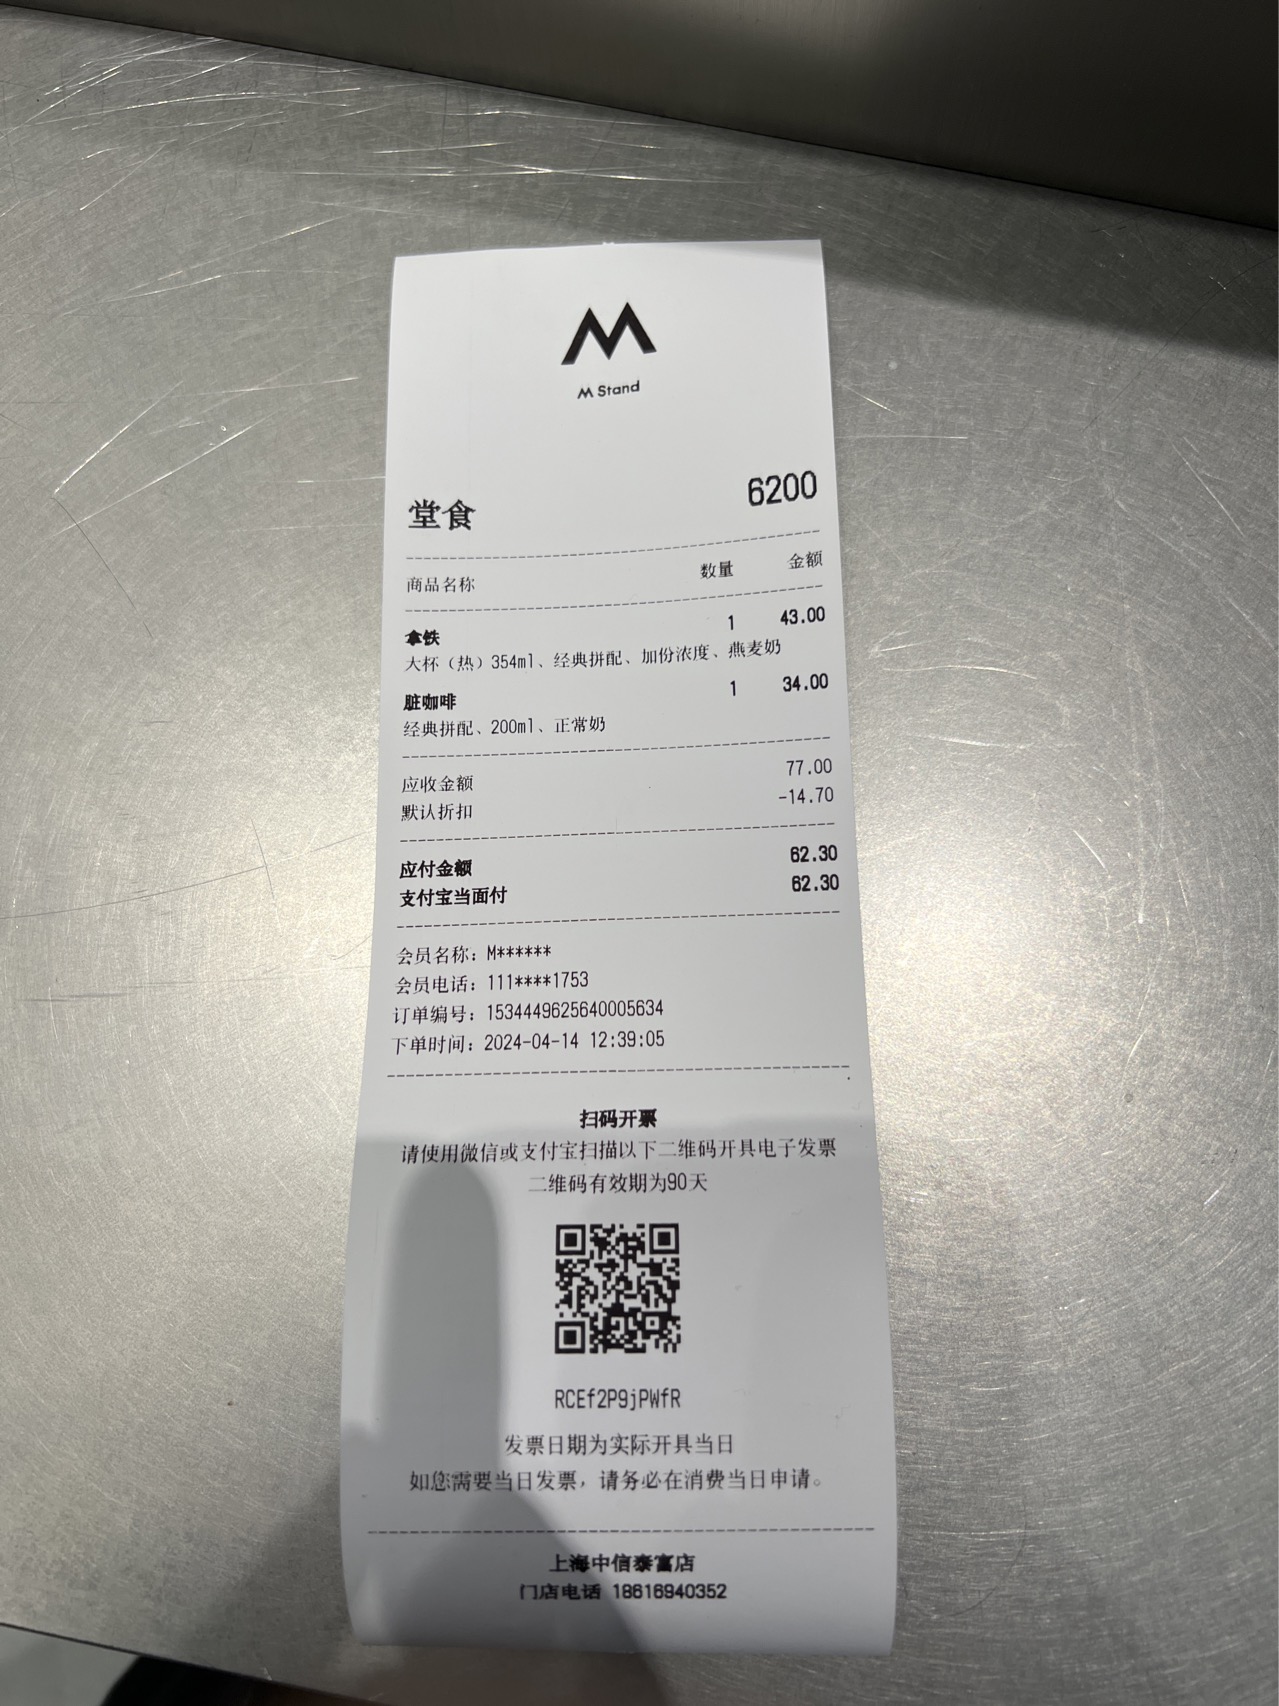 M
M Stand
堂食 6200
商品名称 数量 金额
拿铁 1 43.00
大杯（热）354ml、经典拼配、加份浓度、燕麦奶
脏咖啡 1 34.00
经典拼配、200ml、正常奶
应收金额 77.00
默认折扣 -14.70
应付金额 62.30
支付宝当面付 62.30
会员名称：M******
会员电话：111****1753
订单编号：1534449625640005634
下单时间：2024-04-14 12:39:05
扫码开票
请使用微信或支付宝扫描以下二维码开具电子发票
二维码有效期为90天
RCEf2P9jPWfR
发票日期为实际开具当日
如您需要当日发票，请务必在消费当日申请。
上海中信泰富店
门店电话 18616940352